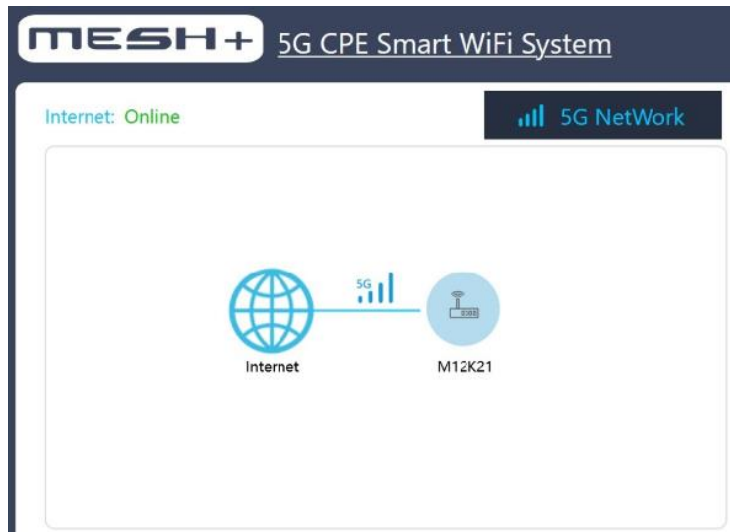 MESH+ 5G CPE Smart WiFi System
Internet: Online
5G NetWork
5G
Internet
M12K21